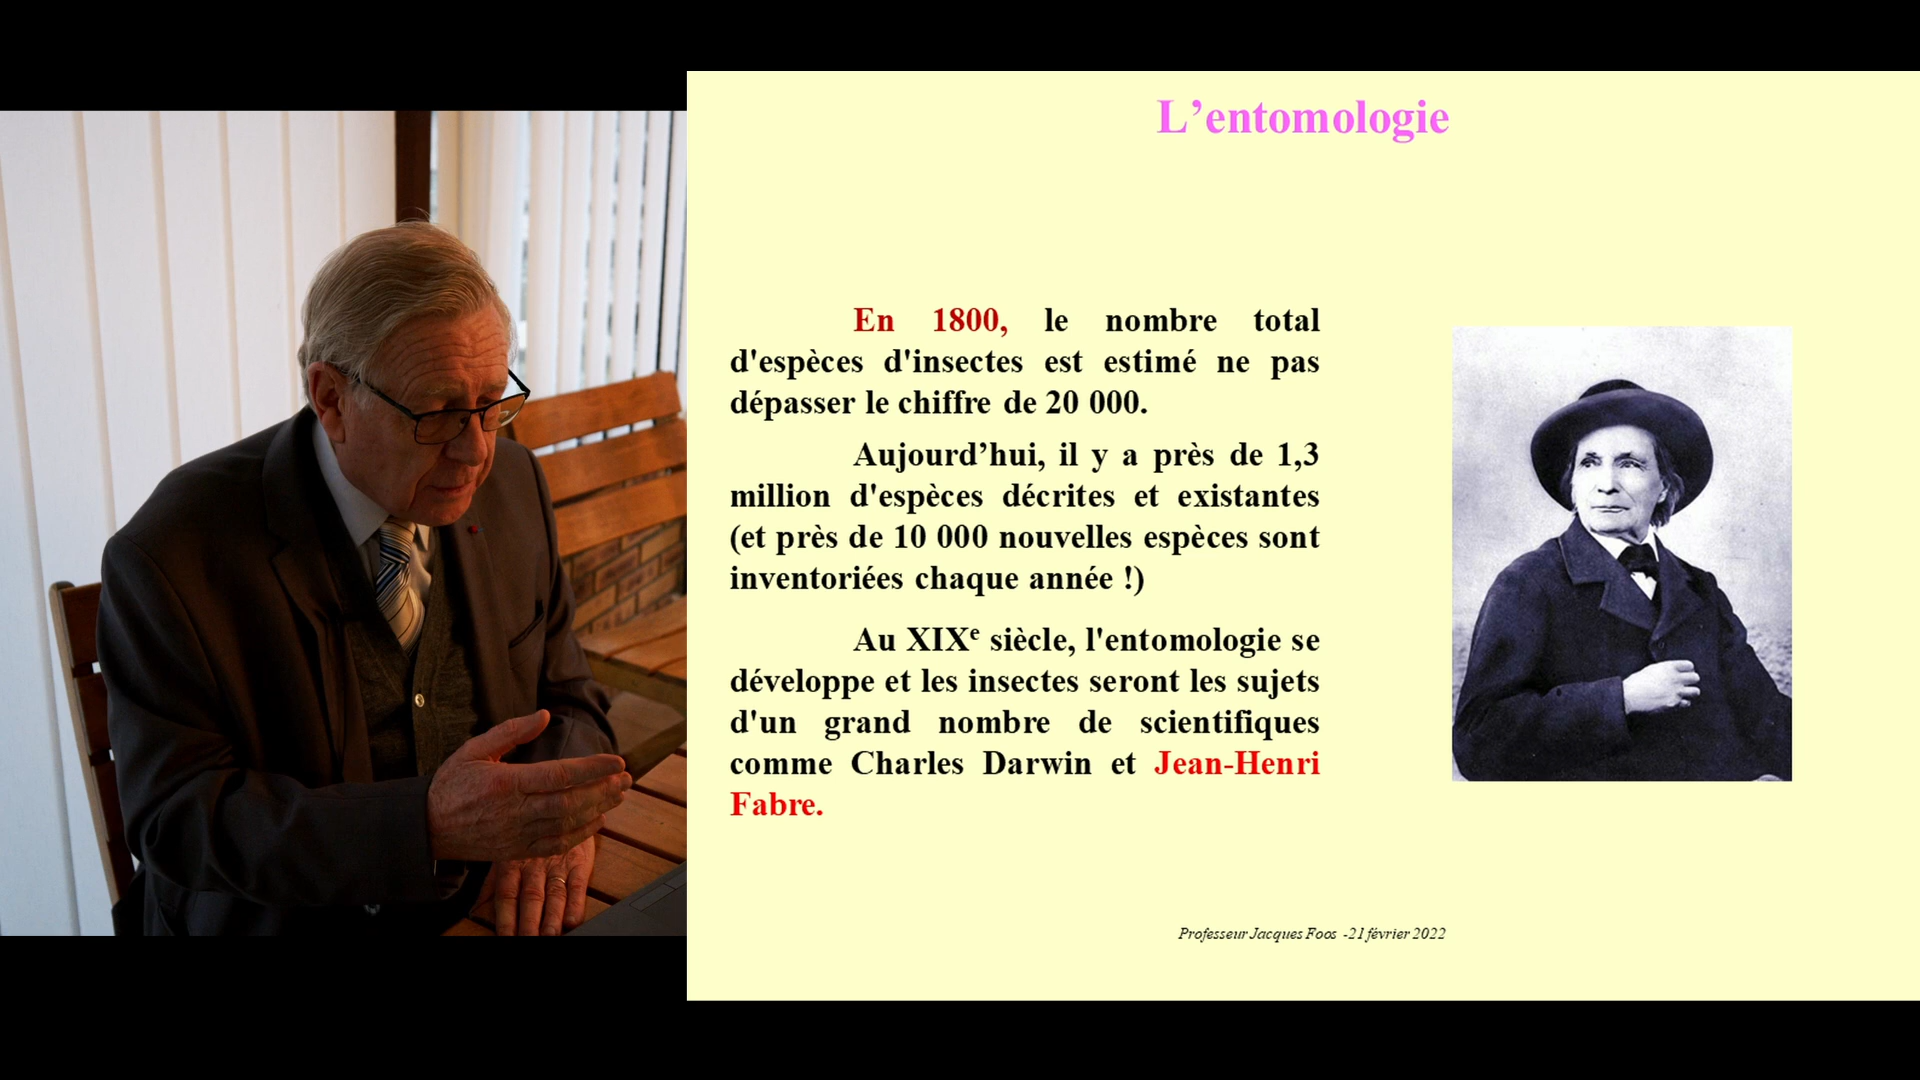 L’entomologie
En 1800, le nombre total
d'espèces d'insectes est estimé ne pas
dépasser le chiffre de 20 000.
Aujourd’hui, il y a près de 1,3
million d'espèces décrites et existantes
(et près de 10 000 nouvelles espèces sont
inventoriées chaque année !)
Au XIXe siècle, l'entomologie se
développe et les insectes seront les sujets
d'un grand nombre de scientifiques
comme Charles Darwin et Jean-Henri
Fabre.
Professeur Jacques Foos -21 février 2022